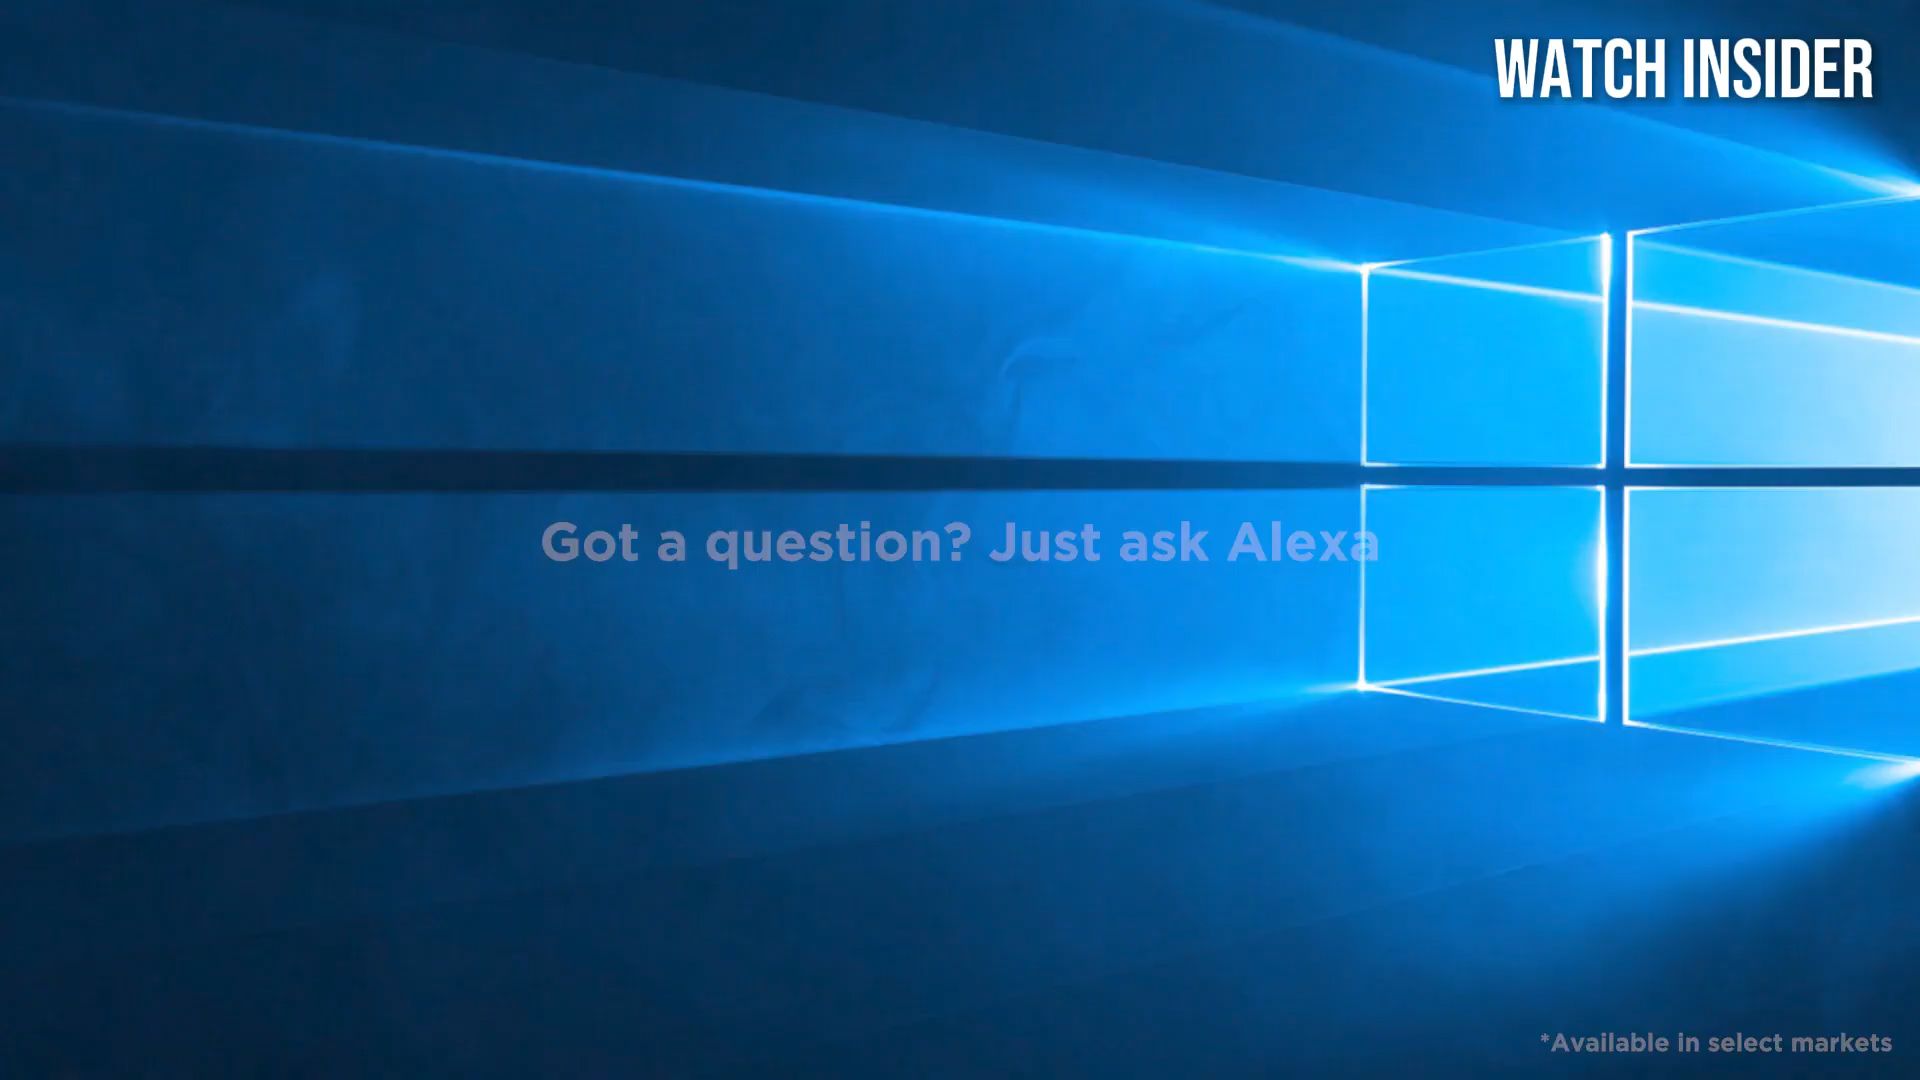 WATCH INSIDER
Got a question? Just ask Alexa
*Available in select markets